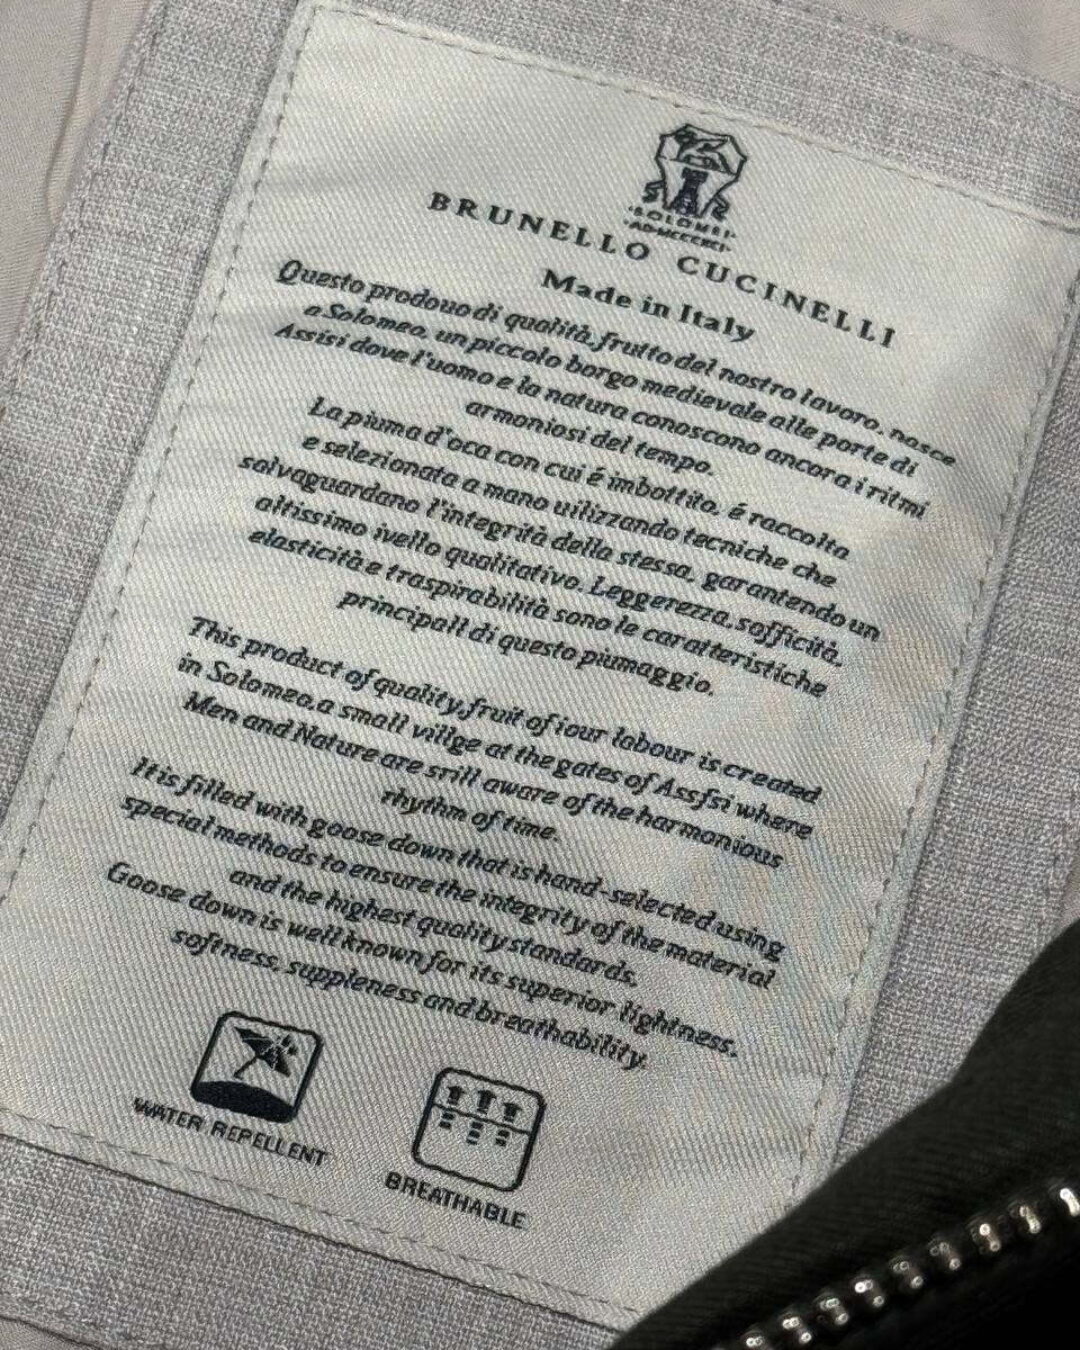 ·SOLOMEI·
·AD·MCCCXCI·
BRUNELLO CUCINELLI
Made in Italy
Questo prodouo di qualità, frutto del nostro lavoro, nasce
a Solomeo, un piccolo borgo medievale alle porte di
Assisi dove l'uomo e la natura conoscono ancora i ritmi
armoniosi del tempo.
La piuma d'oca con cui é imbottito, é raccolta
e selezionata a mano uilizzando tecniche che
salvaguardano l'integrità della stessa, garantendo un
altissimo ivello qualitativo. Leggerezza, sofficità,
elasticità e traspirabilità sono le caratteristiche
principall di questo piumaggio.
This product of quality, fruit of iour labour is created
in Solomeo, a small villge at the gates of Assfsi where
Men and Nature are srill aware of the harmonious
rhythm of time.
It is filled with goose down that is hand-selected using
special methods to ensure the integrity of the material
and the highest quality standards.
Goose down is well known for its superior lightness,
softness, suppleness and breathability.
WATER REPELLENT
BREATHABLE